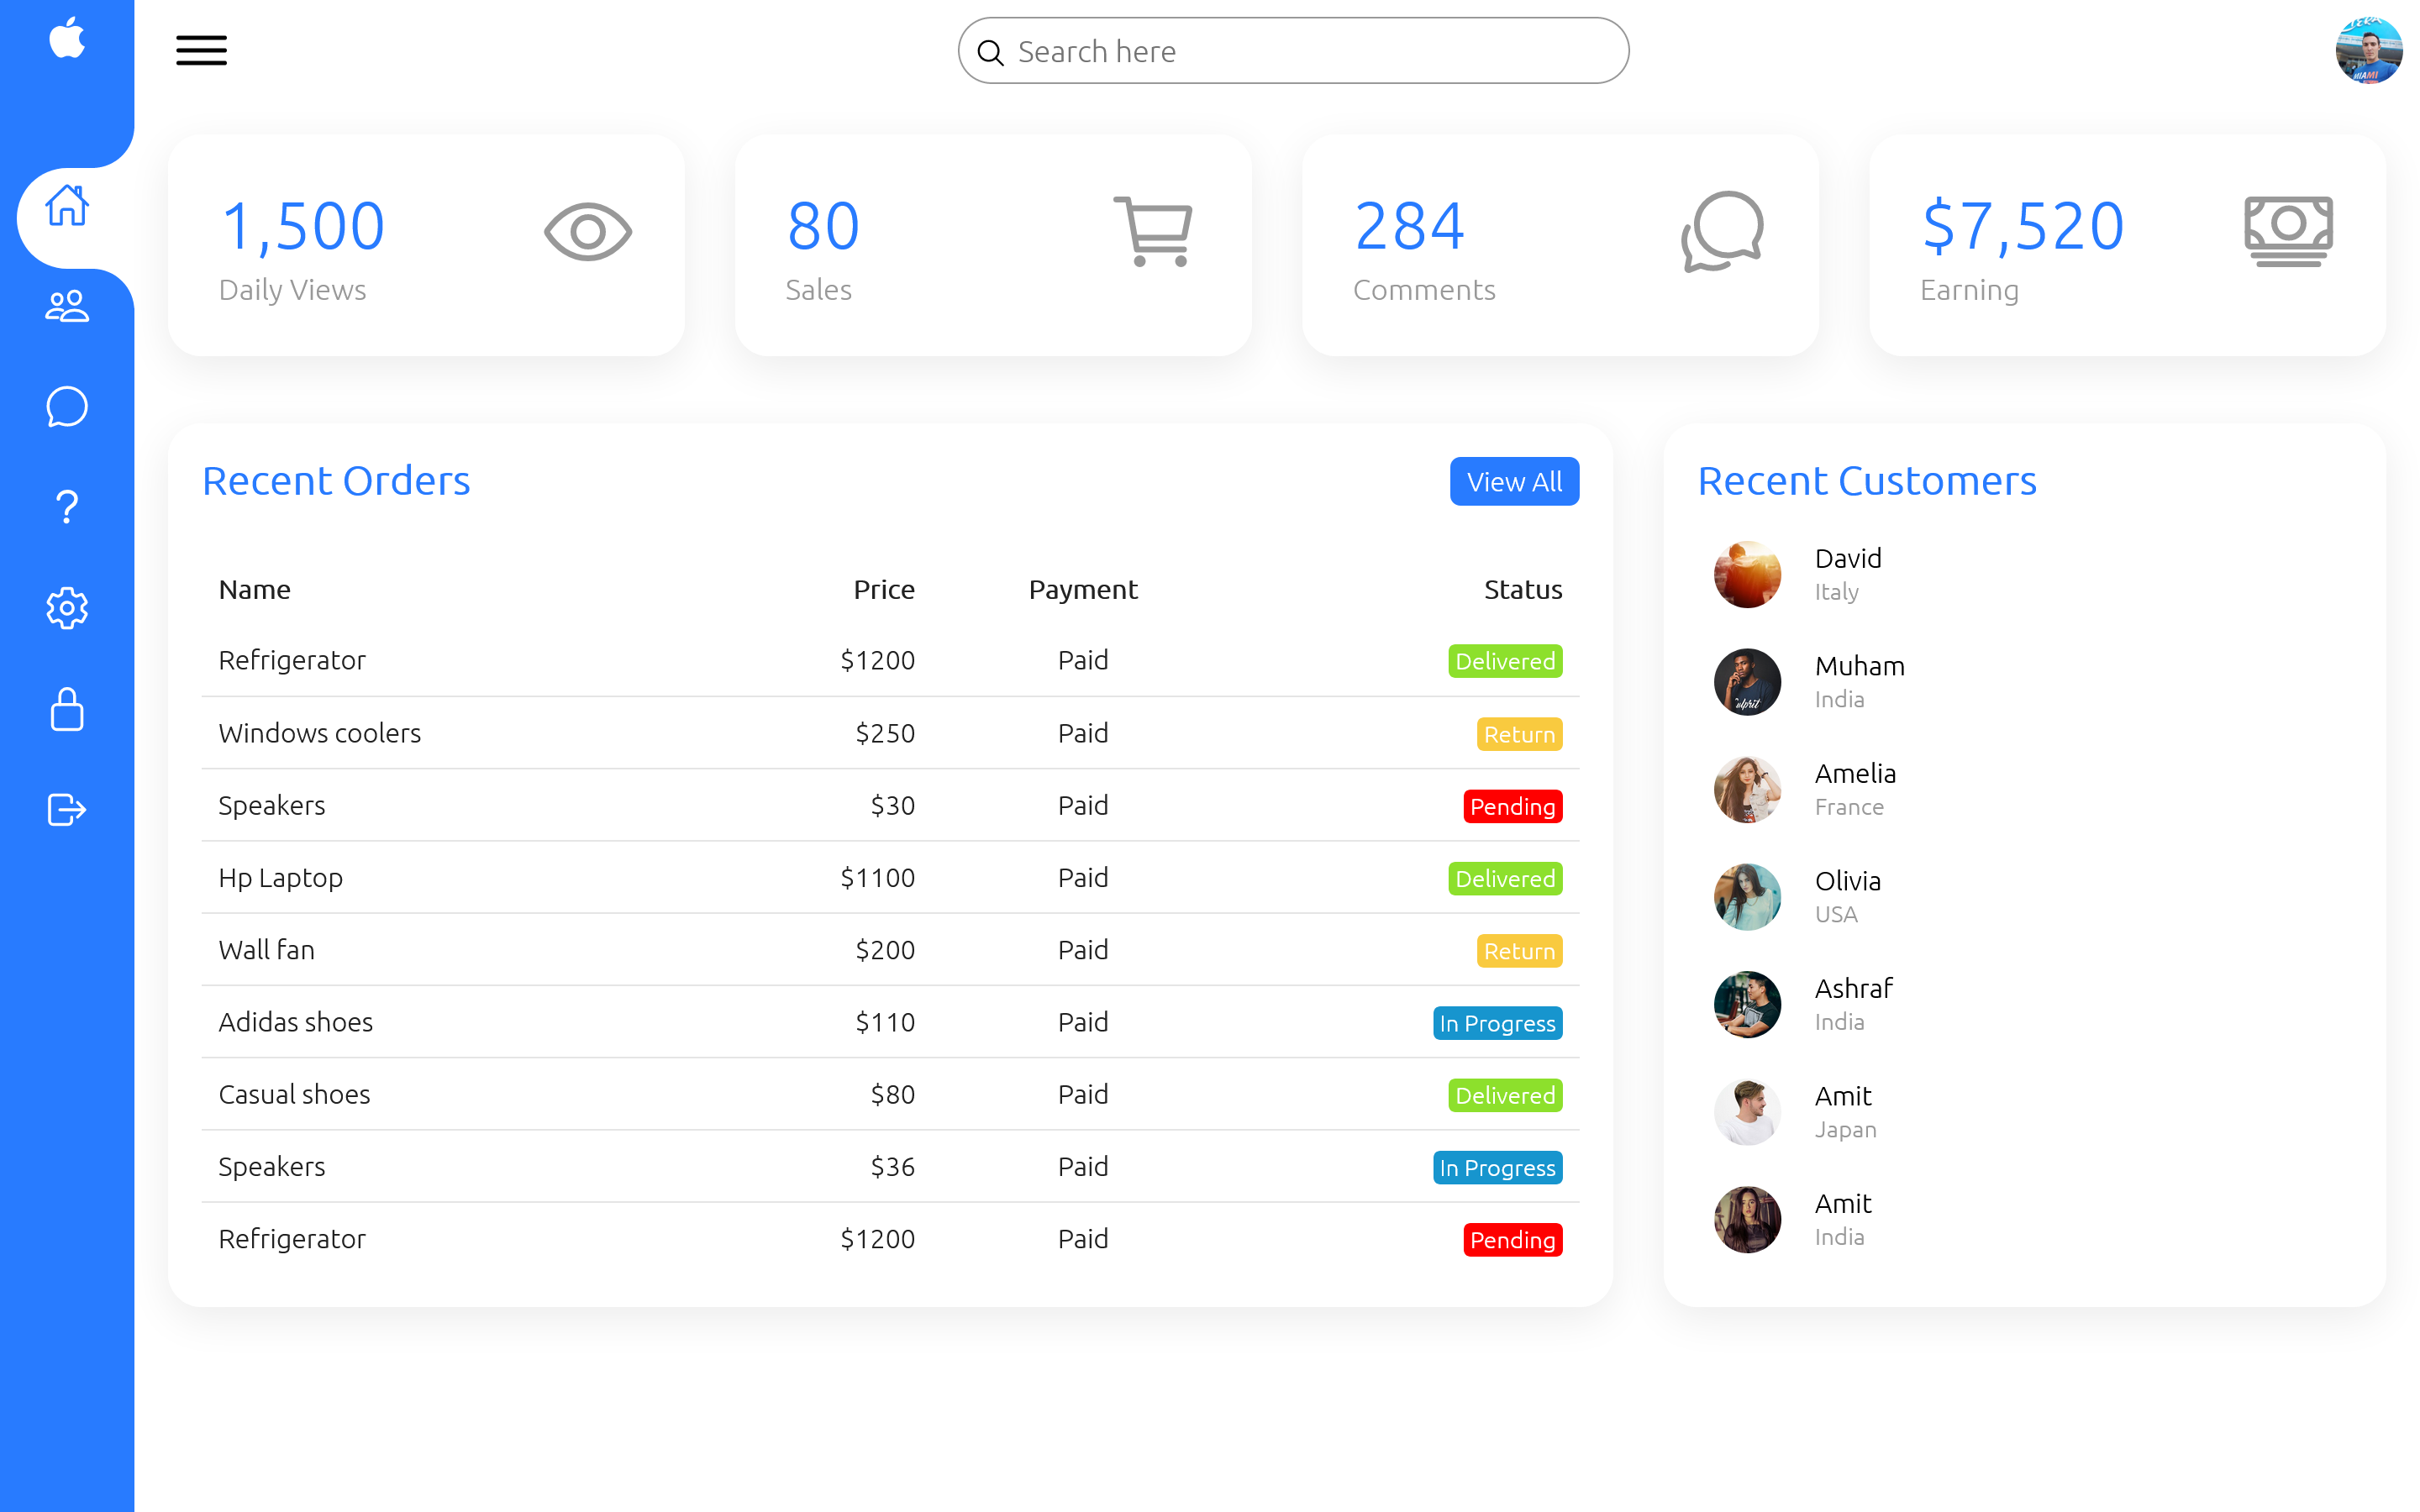 Search here
1,500
Daily Views
80
Sales
284
Comments
$7,520
Earning
Recent Orders
View All
Name Price Payment Status
Refrigerator $1200 Paid Delivered
Windows coolers $250 Paid Return
Speakers $30 Paid Pending
Hp Laptop $1100 Paid Delivered
Wall fan $200 Paid Return
Adidas shoes $110 Paid In Progress
Casual shoes $80 Paid Delivered
Speakers $36 Paid In Progress
Refrigerator $1200 Paid Pending
Recent Customers
David
Italy
Muham
India
Amelia
France
Olivia
USA
Ashraf
India
Amit
Japan
Amit
India